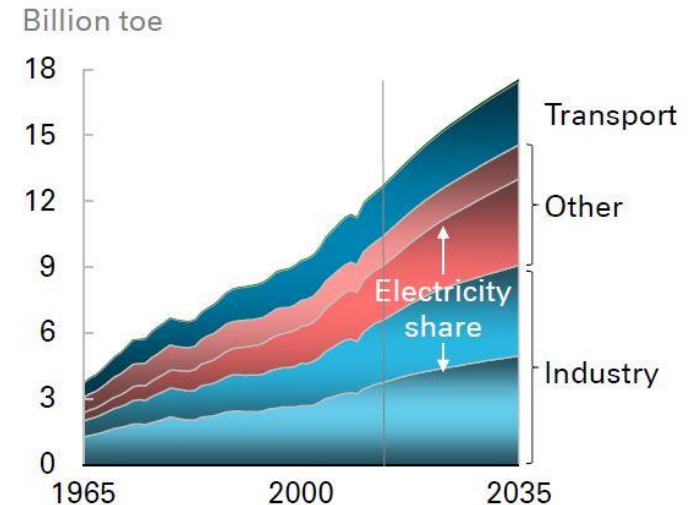 Billion toe
18
15
12
9
6
3
0
Transport
Other
Electricity
share
Industry
1965 2000 2035